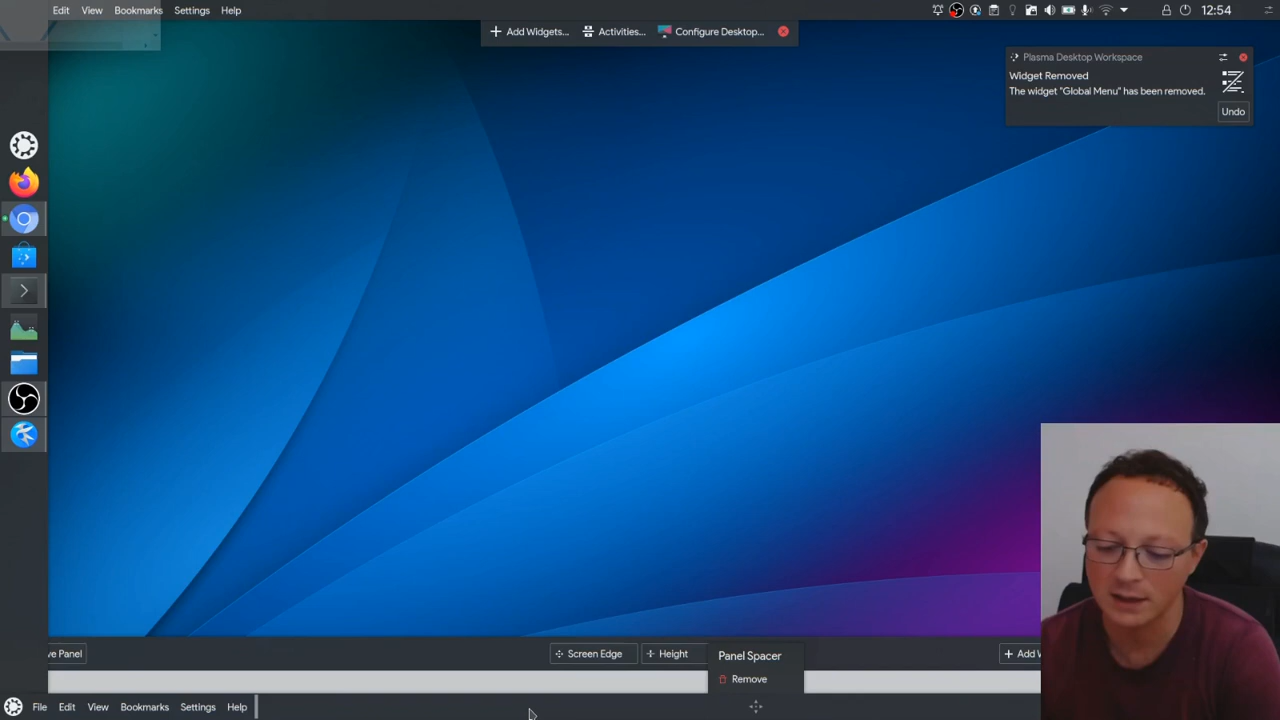 Edit View Bookmarks Settings Help
12:54
Add Widgets... Activities... Configure Desktop...
Plasma Desktop Workspace
Widget Removed
The widget "Global Menu" has been removed.
Undo
ve Panel
Screen Edge
Height
Panel Spacer
Remove
Add W
File Edit View Bookmarks Settings Help